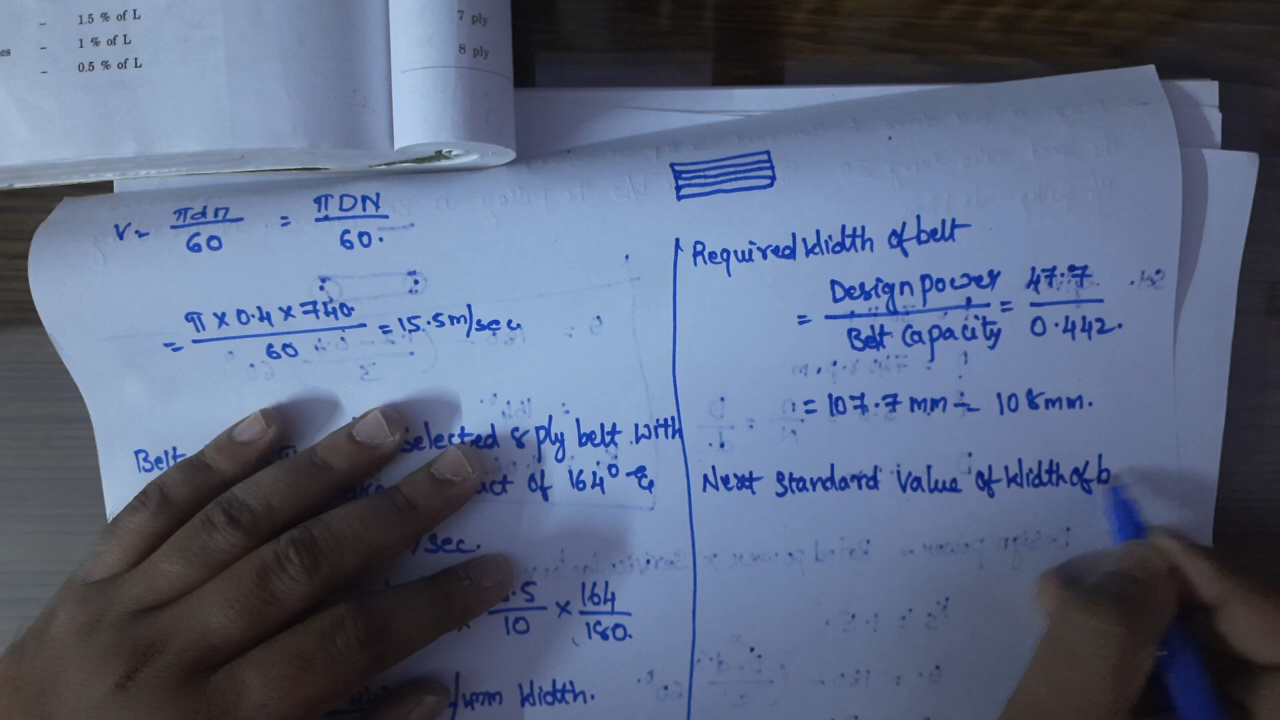 - 1.5 % of L
es - 1 % of L
- 0.5 % of L
7 ply
8 ply
V = πdn/60 = πDN/60.
= π × 0.4 × 740/60 = 15.5 m/sec
Belt
selected 8 ply belt with
act of 164° &
/sec.
.5/10 × 164/180.
/mm width.
Required width of belt
= Design power/Belt capacity = 47.7/0.442.
= 107.7 mm = 108mm.
Next standard value of width of b